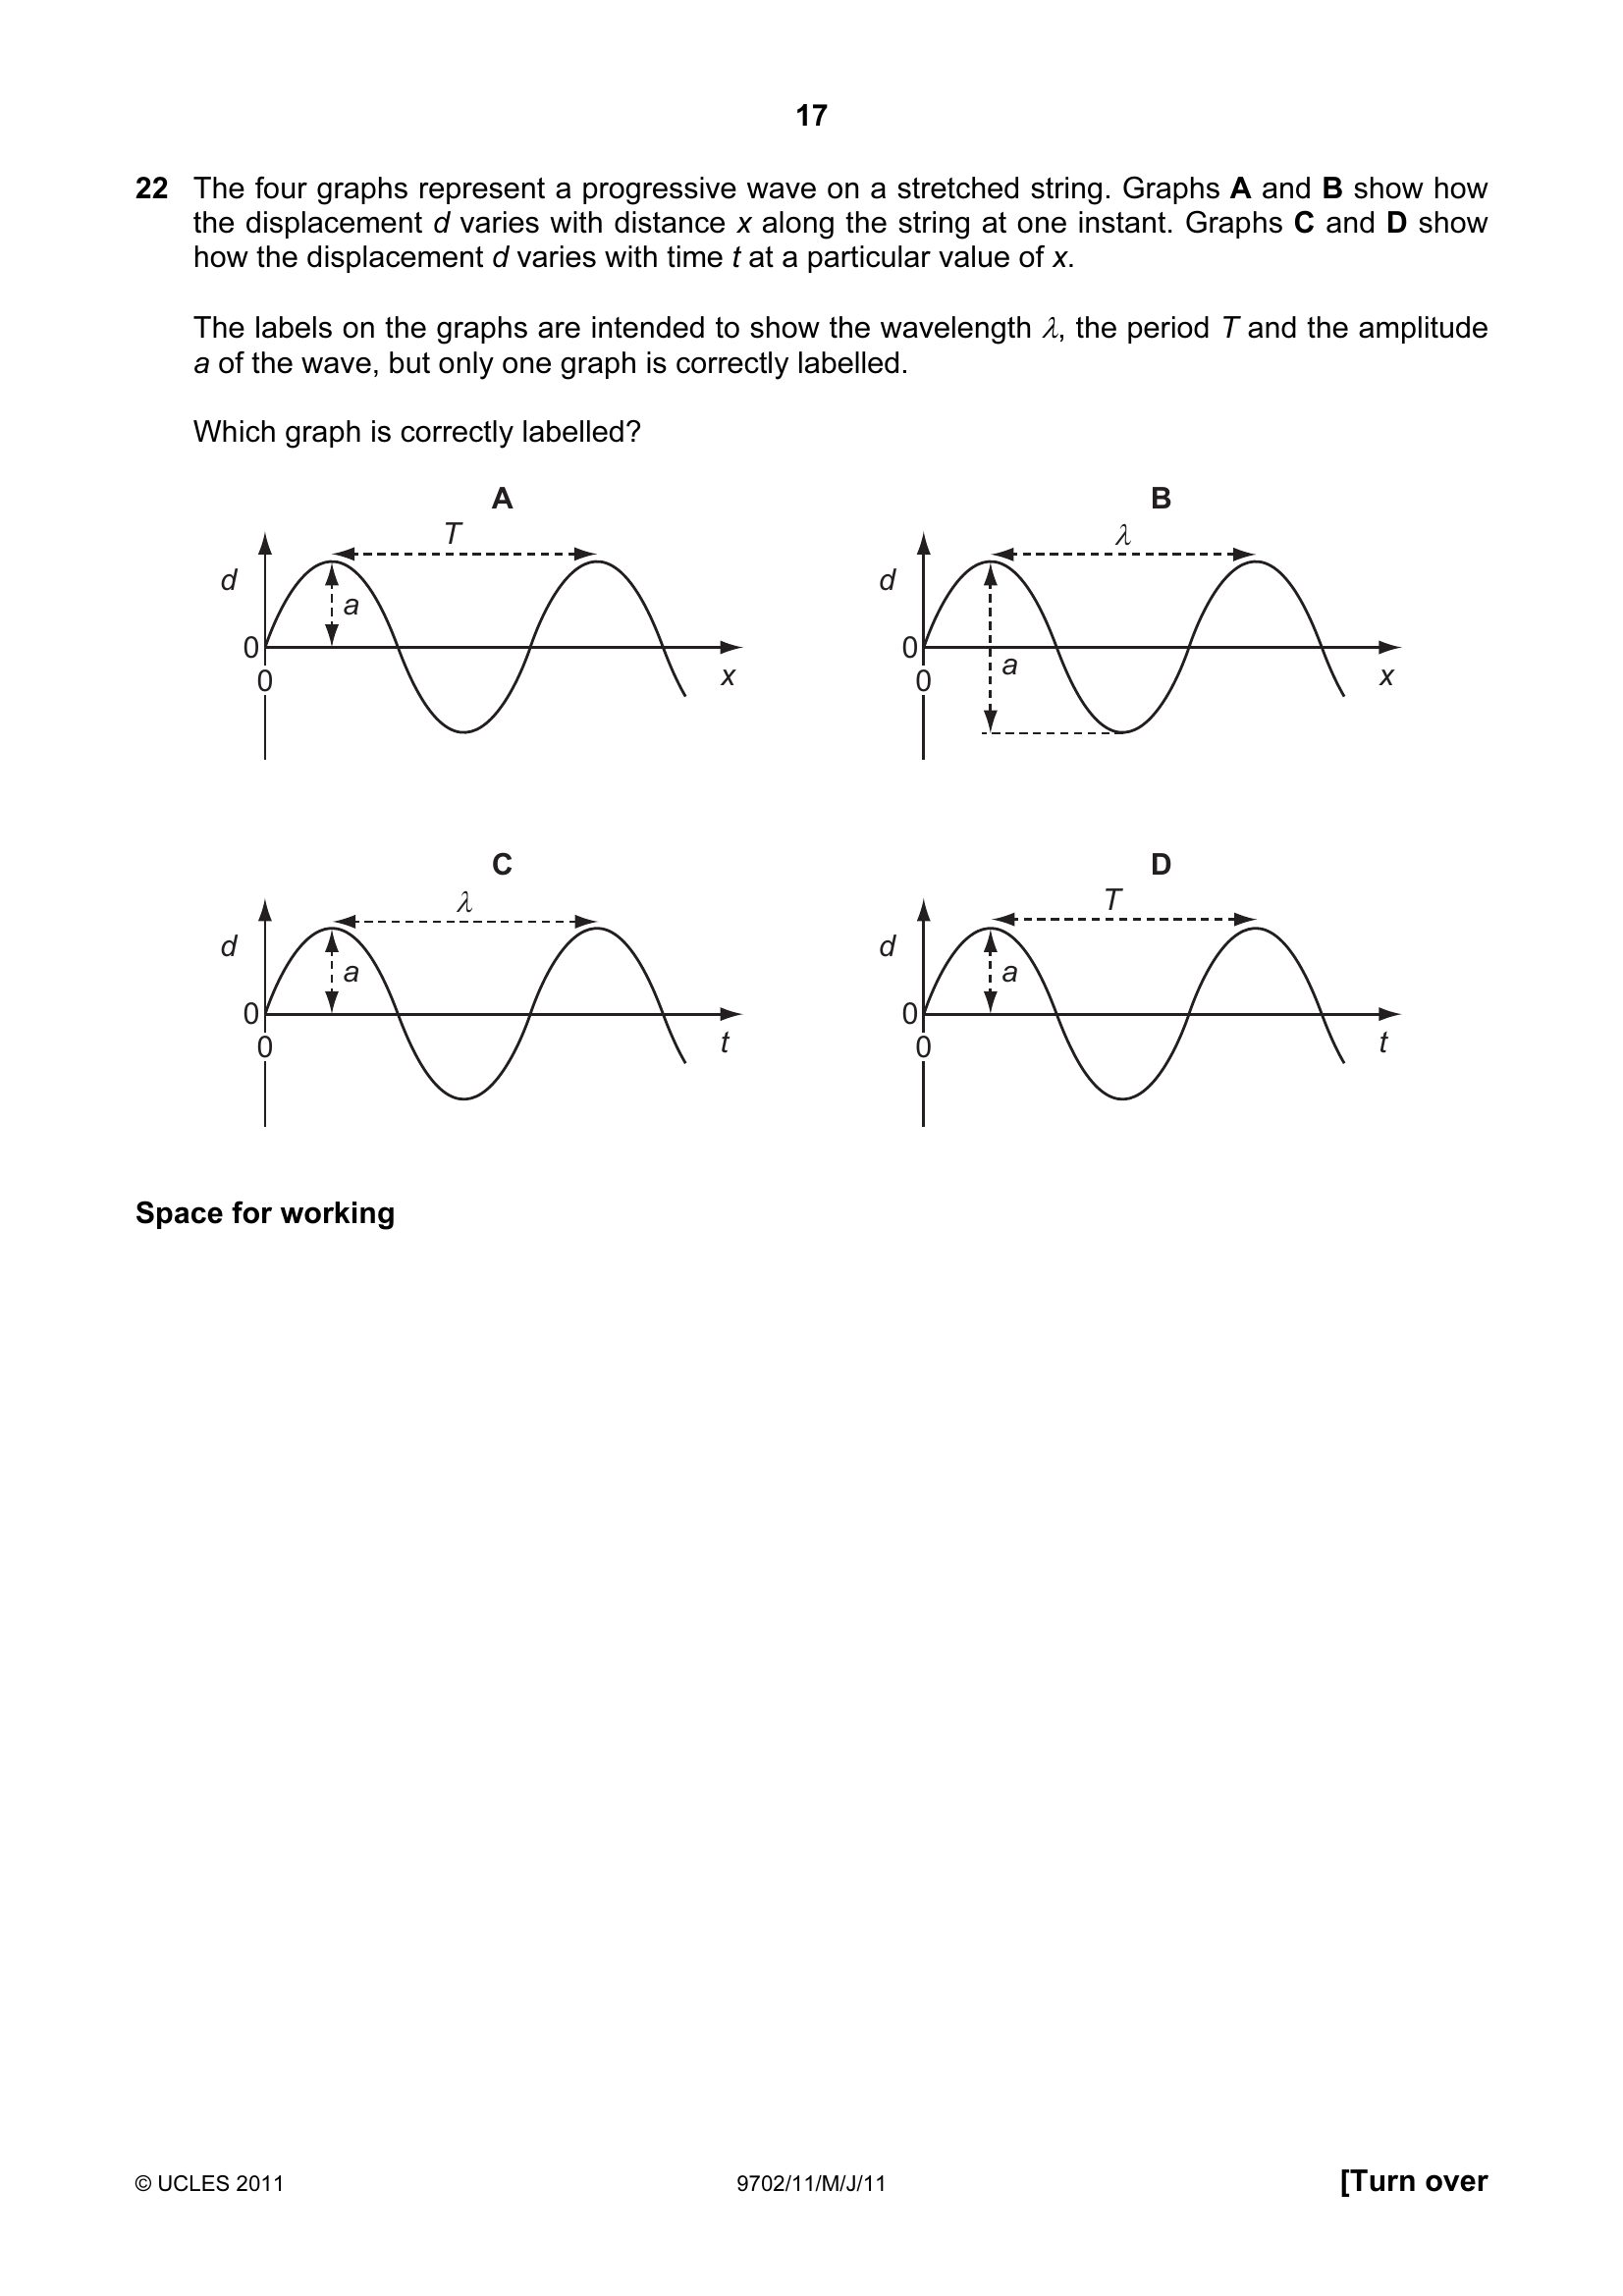 17
22 The four graphs represent a progressive wave on a stretched string. Graphs A and B show how
the displacement d varies with distance x along the string at one instant. Graphs C and D show
how the displacement d varies with time t at a particular value of x.
The labels on the graphs are intended to show the wavelength λ, the period T and the amplitude
a of the wave, but only one graph is correctly labelled.
Which graph is correctly labelled?
A
T
d
a
0
0
x
B
λ
d
0
a
0
x
C
λ
d
a
0
0
t
D
T
d
a
0
0
t
Space for working
© UCLES 2011
9702/11/M/J/11
[Turn over